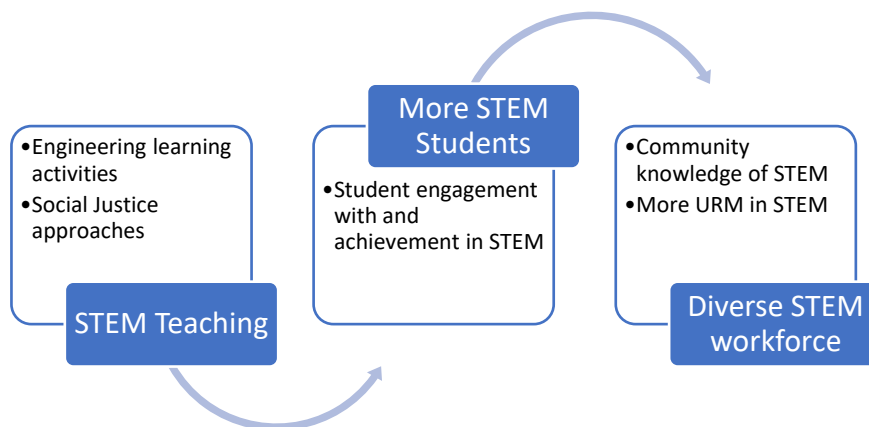 •Engineering learning
activities
•Social Justice
approaches
STEM Teaching
More STEM
Students
•Student engagement
with and
achievement in STEM
•Community
knowledge of STEM
•More URM in STEM
Diverse STEM
workforce